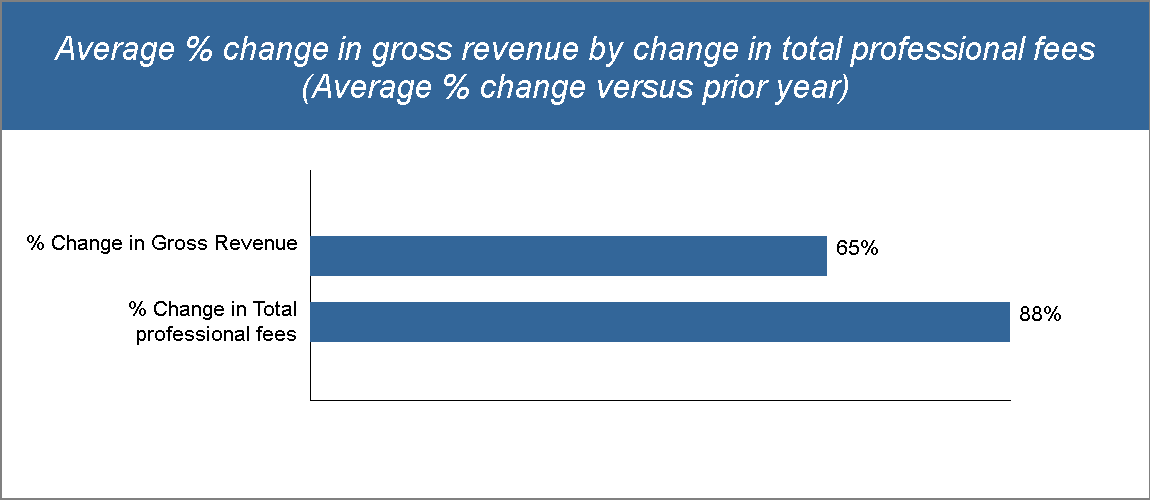 Average % change in gross revenue by change in total professional fees
(Average % change versus prior year)
% Change in Gross Revenue
65%
% Change in Total
professional fees
88%